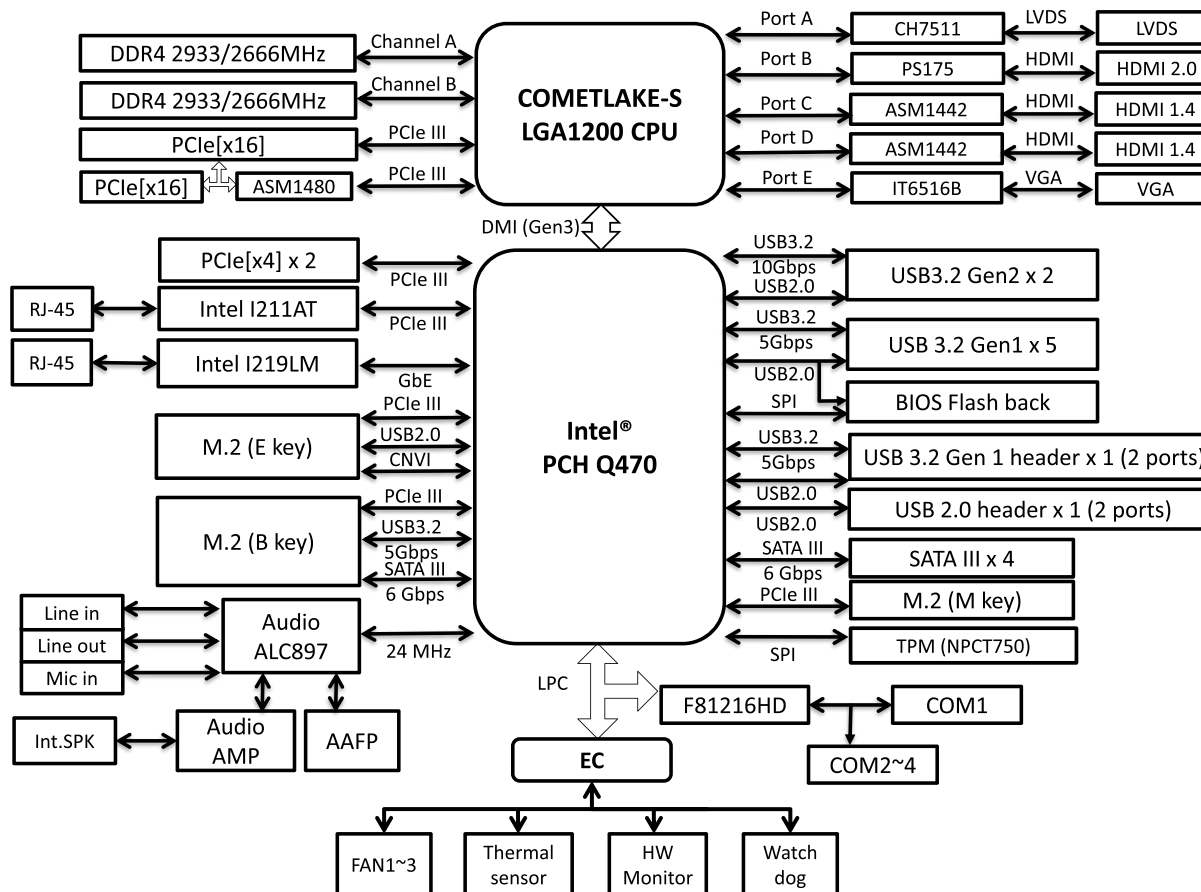 DDR4 2933/2666MHz
Channel A
DDR4 2933/2666MHz
Channel B
PCIe[x16]
PCIe III
PCIe[x16]
ASM1480
PCIe III
COMETLAKE-S
LGA1200 CPU
Port A
CH7511
LVDS
LVDS
Port B
PS175
HDMI
HDMI 2.0
Port C
ASM1442
HDMI
HDMI 1.4
Port D
ASM1442
HDMI
HDMI 1.4
Port E
IT6516B
VGA
VGA
DMI (Gen3)
PCIe[x4] x 2
PCIe III
RJ-45
Intel I211AT
PCIe III
RJ-45
Intel I219LM
GbE
M.2 (E key)
PCIe III
USB2.0
CNVI
M.2 (B key)
PCIe III
USB3.2
5Gbps
SATA III
6 Gbps
Line in
Line out
Mic in
Audio
ALC897
24 MHz
Int.SPK
Audio
AMP
AAFP
Intel®
PCH Q470
USB3.2
10Gbps
USB2.0
USB3.2 Gen2 x 2
USB3.2
5Gbps
USB2.0
USB 3.2 Gen1 x 5
SPI
BIOS Flash back
USB3.2
5Gbps
USB 3.2 Gen 1 header x 1 (2 ports)
USB2.0
USB2.0
USB 2.0 header x 1 (2 ports)
SATA III
6 Gbps
SATA III x 4
PCIe III
M.2 (M key)
SPI
TPM (NPCT750)
LPC
F81216HD
COM1
COM2~4
EC
FAN1~3
Thermal
sensor
HW
Monitor
Watch
dog